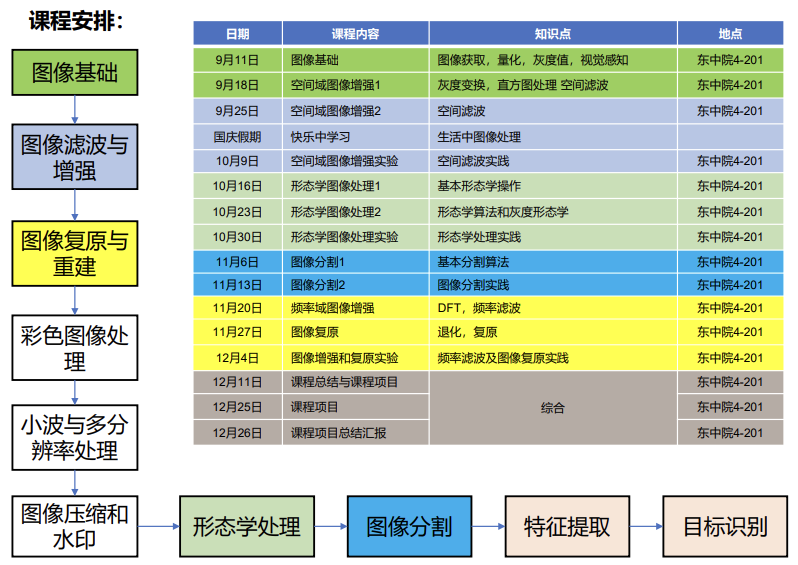 课程安排：
图像基础
图像滤波与
增强
图像复原与
重建
彩色图像处
理
小波与多分
辨率处理
图像压缩和
水印
形态学处理
图像分割
特征提取
目标识别
日期 课程内容 知识点 地点
9月11日 图像基础 图像获取，量化，灰度值，视觉感知 东中院4-201
9月18日 空间域图像增强1 灰度变换，直方图处理 空间滤波 东中院4-201
9月25日 空间域图像增强2 空间滤波 东中院4-201
国庆假期 快乐中学习 生活中图像处理
10月9日 空间域图像增强实验 空间滤波实践 东中院4-201
10月16日 形态学图像处理1 基本形态学操作 东中院4-201
10月23日 形态学图像处理2 形态学算法和灰度形态学 东中院4-201
10月30日 形态学图像处理实验 形态学处理实践 东中院4-201
11月6日 图像分割1 基本分割算法 东中院4-201
11月13日 图像分割2 图像分割实践 东中院4-201
11月20日 频率域图像增强 DFT，频率滤波 东中院4-201
11月27日 图像复原 退化，复原 东中院4-201
12月4日 图像增强和复原实验 频率滤波及图像复原实践 东中院4-201
12月11日 课程总结与课程项目 东中院4-201
12月25日 课程项目 综合 东中院4-201
12月26日 课程项目总结汇报 东中院4-201